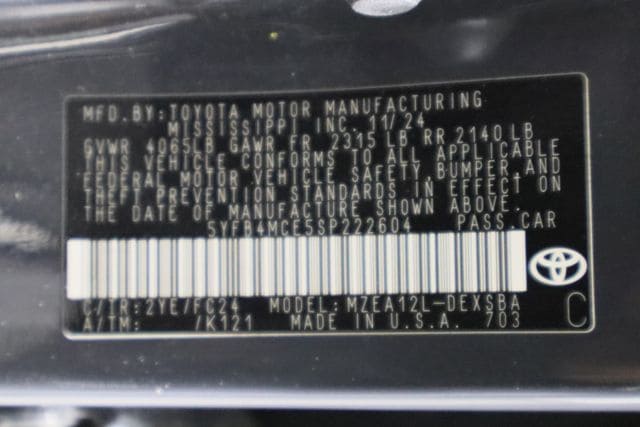 MFD.BY:TOYOTA MOTOR MANUFACTURING
MISSISSIPPI INC. 11/24
GVWR 4065LB GAWR FR 2315 LB RR 2140 LB
THIS VEHICLE CONFORMS TO ALL APPLICABLE
FEDERAL MOTOR VEHICLE SAFETY, BUMPER, AND
THEFT PREVENTION STANDARDS IN EFFECT ON
THE DATE OF MANUFACTURE SHOWN ABOVE.
5YFB4MCE5SP222604 PASS.CAR
C/TR:2YE/FC24 MODEL: MZEA12L-DEXSBA
A/TM: /K121 MADE IN U.S.A. 703 C